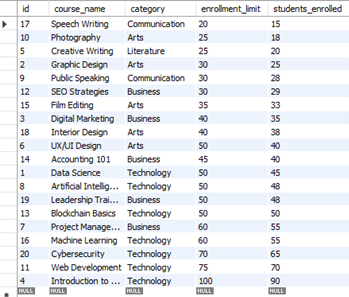 id course_name category enrollment_limit students_enrolled
17 Speech Writing Communication 20 15
10 Photography Arts 25 18
5 Creative Writing Literature 25 20
2 Graphic Design Arts 30 25
9 Public Speaking Communication 30 28
12 SEO Strategies Business 30 29
15 Film Editing Arts 35 33
3 Digital Marketing Business 40 35
18 Interior Design Arts 40 38
6 UX/UI Design Arts 50 40
14 Accounting 101 Business 45 40
1 Data Science Technology 50 45
8 Artificial Intellig... Technology 50 48
19 Leadership Trai... Business 50 48
13 Blockchain Basics Technology 50 50
7 Project Manage... Business 60 55
16 Machine Learning Technology 60 55
20 Cybersecurity Technology 70 65
11 Web Development Technology 75 70
4 Introduction to ... Technology 100 90
NULL NULL NULL NULL NULL